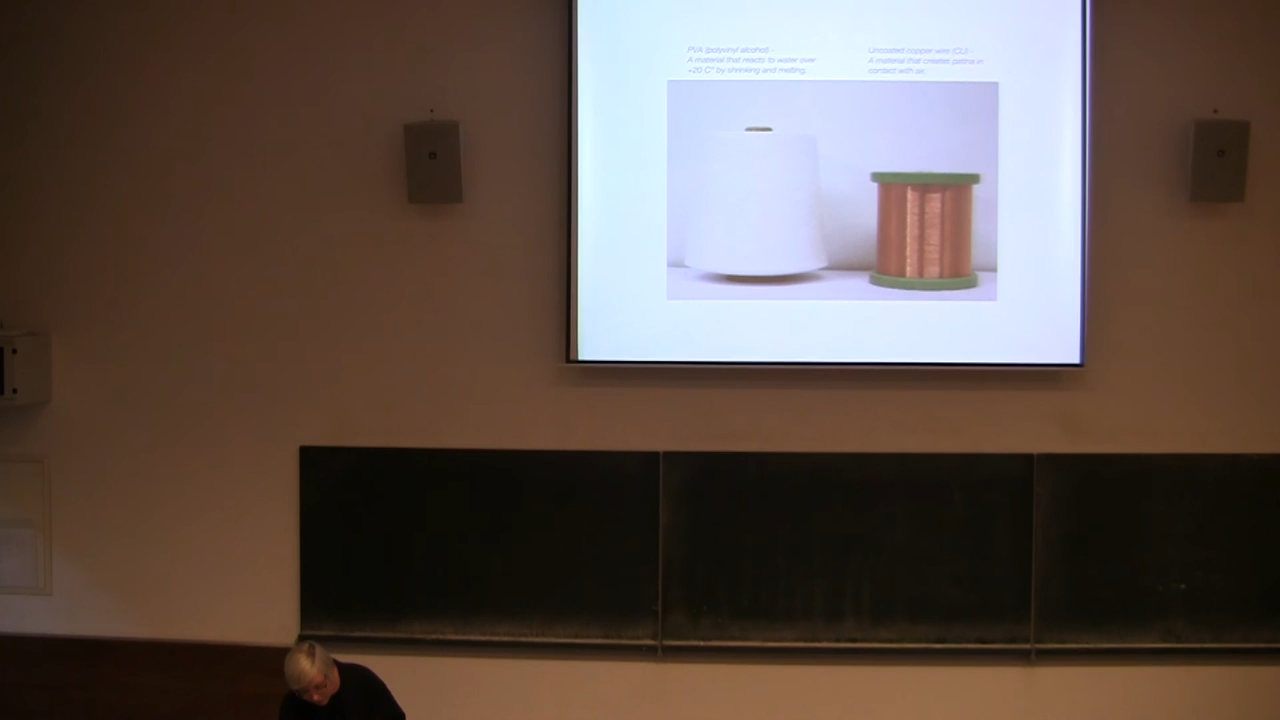 PVA (polyvinyl alcohol) -
A material that reacts to water over
+20 C° by shrinking and melting.
Uncoated copper wire (CU) -
A material that creates patina in
contact with air.